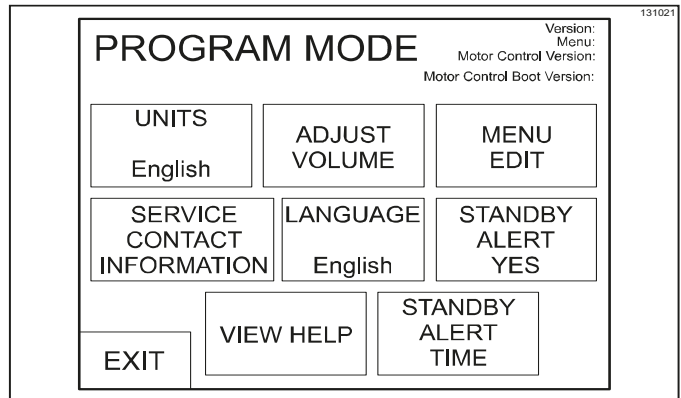 131021
PROGRAM MODE
Version:
Menu:
Motor Control Version:
Motor Control Boot Version:
UNITS
English
ADJUST
VOLUME
MENU
EDIT
SERVICE
CONTACT
INFORMATION
LANGUAGE
English
STANDBY
ALERT
YES
EXIT
VIEW HELP
STANDBY
ALERT
TIME